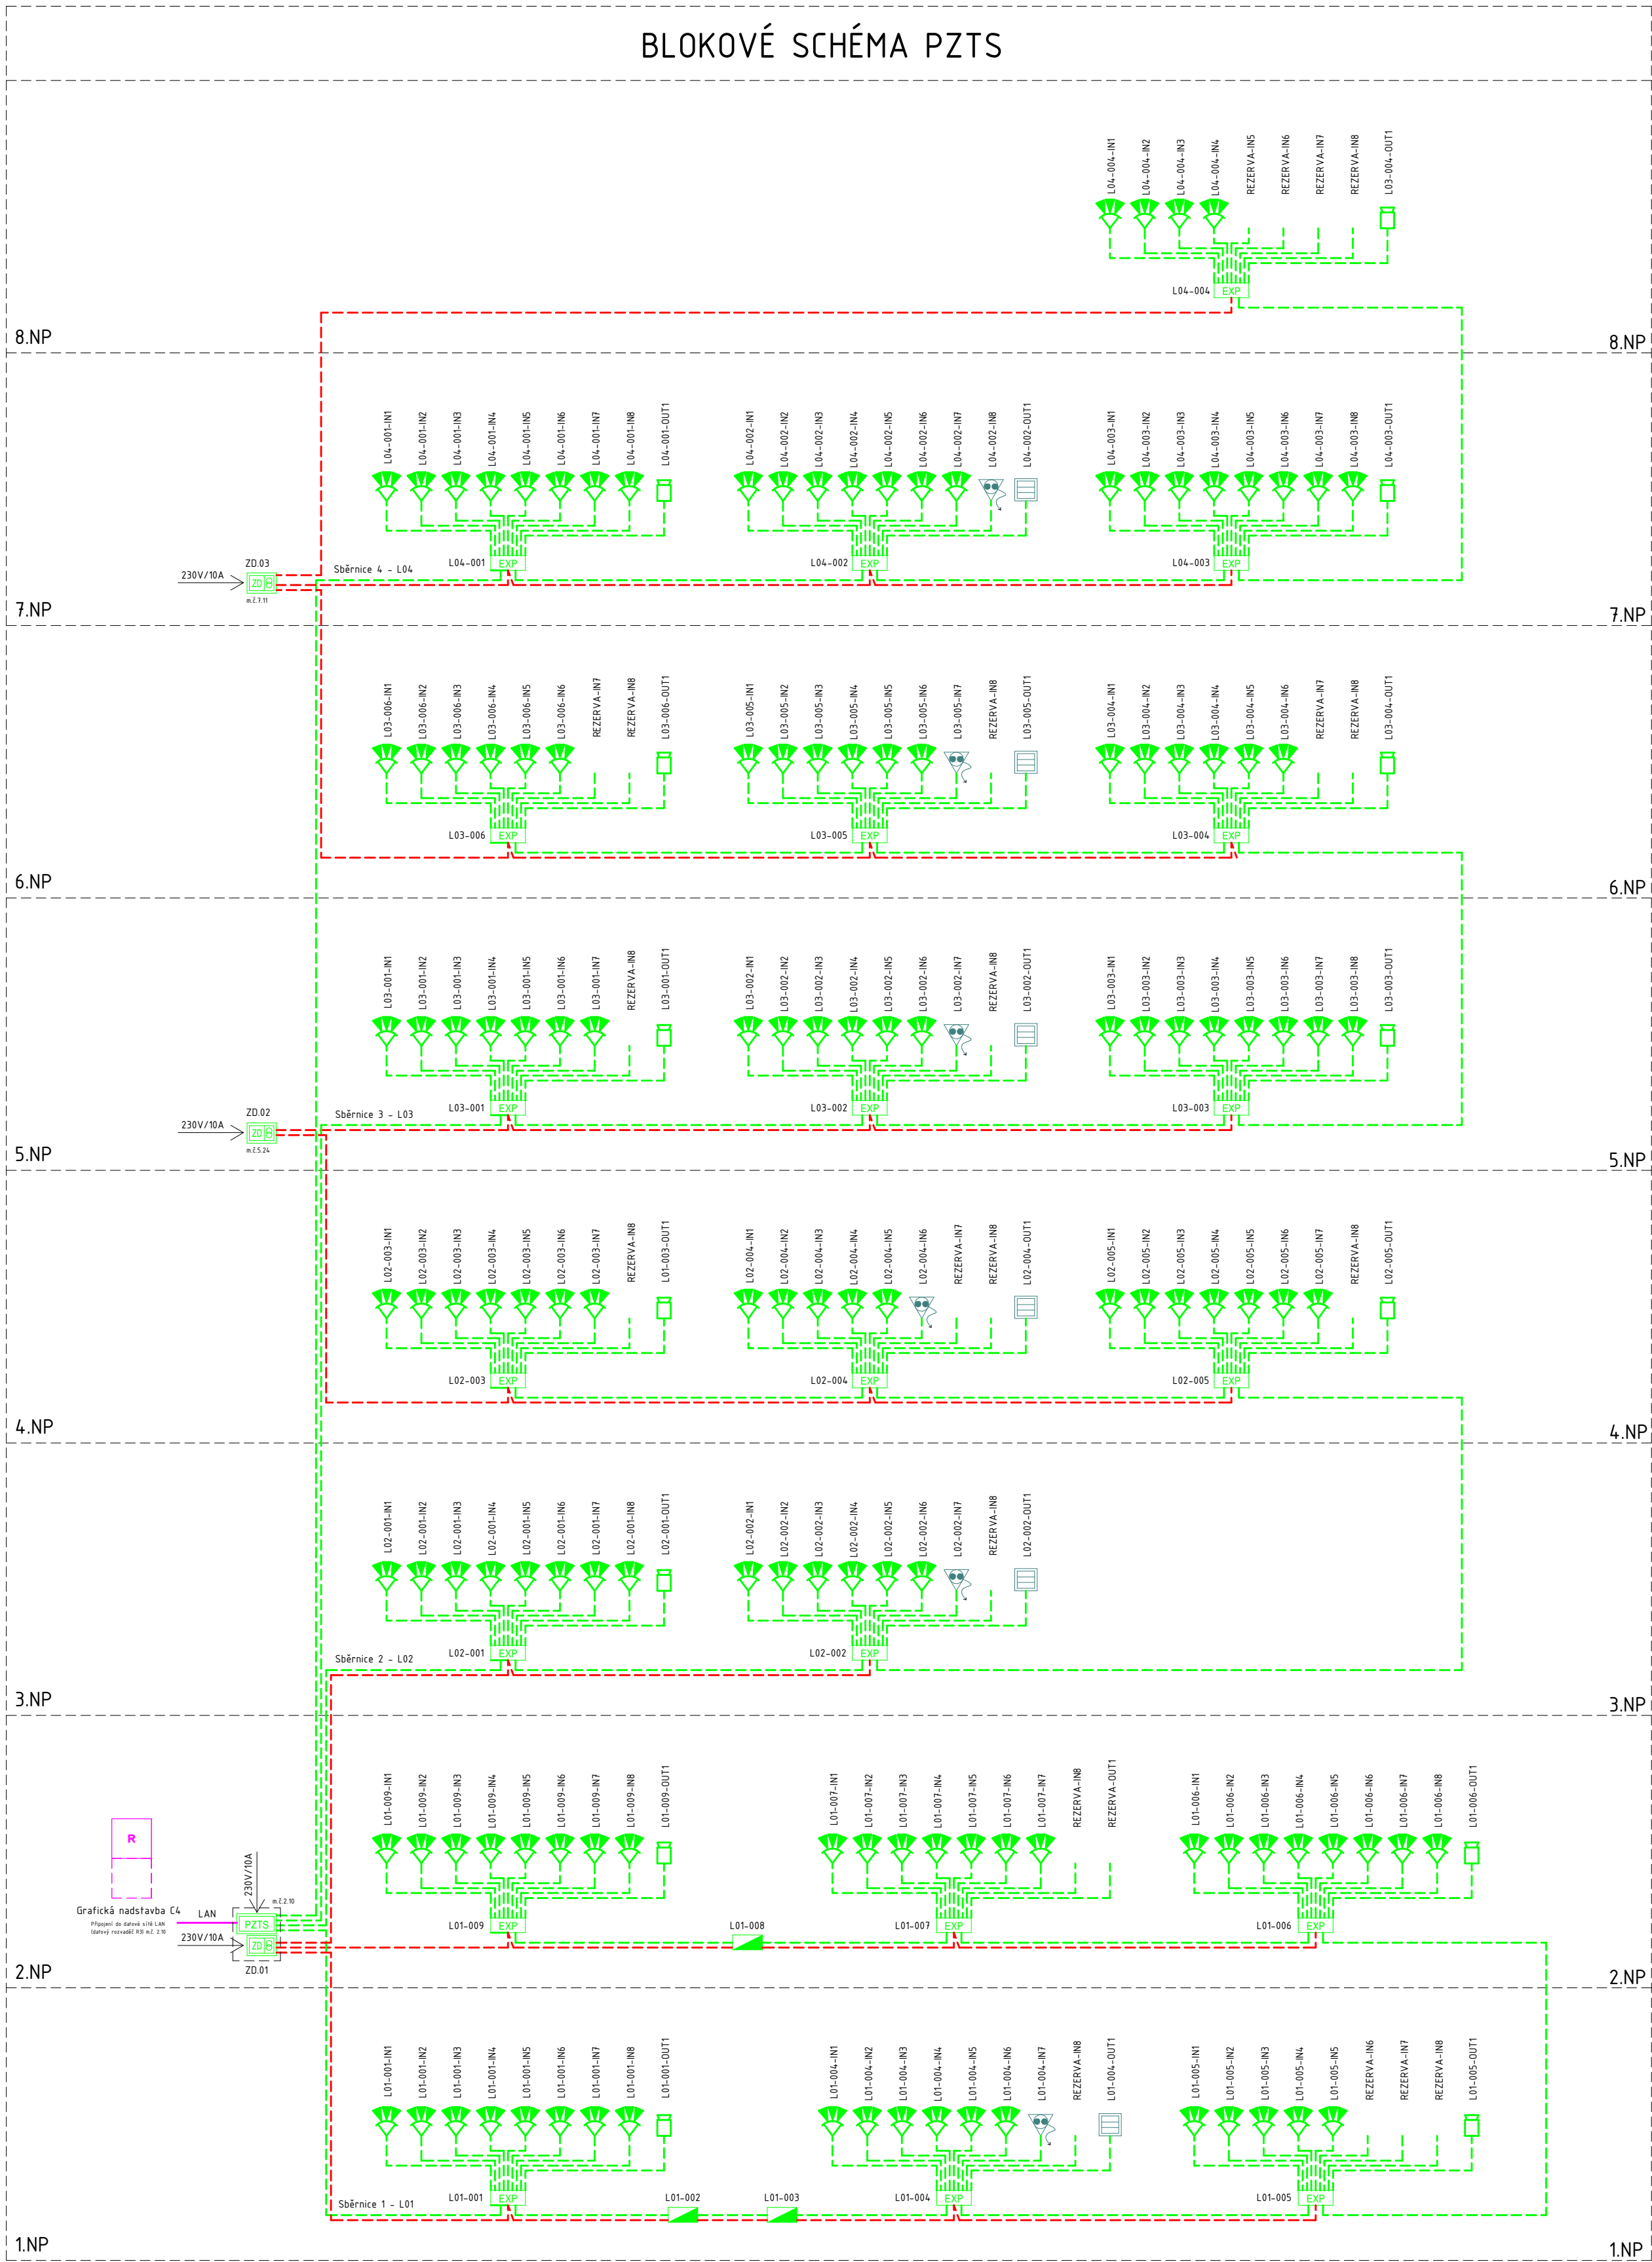 BLOKOVÉ SCHÉMA PZTS
L04-004-IN1
L04-004-IN2
L04-004-IN3
L04-004-IN4
REZERVA-IN5
REZERVA-IN6
REZERVA-IN7
REZERVA-IN8
L03-004-OUT1
L04-004
EXP
8.NP
8.NP
L04-001-IN1
L04-001-IN2
L04-001-IN3
L04-001-IN4
L04-001-IN5
L04-001-IN6
L04-001-IN7
L04-001-IN8
L04-001-OUT1
L04-002-IN1
L04-002-IN2
L04-002-IN3
L04-002-IN4
L04-002-IN5
L04-002-IN6
L04-002-IN7
L04-002-IN8
L04-002-OUT1
L04-003-IN1
L04-003-IN2
L04-003-IN3
L04-003-IN4
L04-003-IN5
L04-003-IN6
L04-003-IN7
L04-003-IN8
L04-003-OUT1
L04-001
EXP
L04-002
EXP
L04-003
EXP
ZD.03
230V/10A
ZD
m.č.7.11
Sběrnice 4 - L04
7.NP
7.NP
L03-006-IN1
L03-006-IN2
L03-006-IN3
L03-006-IN4
L03-006-IN5
L03-006-IN6
REZERVA-IN7
REZERVA-IN8
L03-006-OUT1
L03-005-IN1
L03-005-IN2
L03-005-IN3
L03-005-IN4
L03-005-IN5
L03-005-IN6
L03-005-IN7
REZERVA-IN8
L03-005-OUT1
L03-004-IN1
L03-004-IN2
L03-004-IN3
L03-004-IN4
L03-004-IN5
L03-004-IN6
REZERVA-IN7
REZERVA-IN8
L03-004-OUT1
L03-006
EXP
L03-005
EXP
L03-004
EXP
6.NP
6.NP
L03-001-IN1
L03-001-IN2
L03-001-IN3
L03-001-IN4
L03-001-IN5
L03-001-IN6
L03-001-IN7
REZERVA-IN8
L03-001-OUT1
L03-002-IN1
L03-002-IN2
L03-002-IN3
L03-002-IN4
L03-002-IN5
L03-002-IN6
L03-002-IN7
REZERVA-IN8
L03-002-OUT1
L03-003-IN1
L03-003-IN2
L03-003-IN3
L03-003-IN4
L03-003-IN5
L03-003-IN6
L03-003-IN7
L03-003-IN8
L03-003-OUT1
L03-001
EXP
L03-002
EXP
L03-003
EXP
ZD.02
230V/10A
ZD
m.č.5.24
Sběrnice 3 - L03
5.NP
5.NP
L02-003-IN1
L02-003-IN2
L02-003-IN3
L02-003-IN4
L02-003-IN5
L02-003-IN6
L02-003-IN7
REZERVA-IN8
L01-003-OUT1
L02-004-IN1
L02-004-IN2
L02-004-IN3
L02-004-IN4
L02-004-IN5
L02-004-IN6
REZERVA-IN7
REZERVA-IN8
L02-004-OUT1
L02-005-IN1
L02-005-IN2
L02-005-IN3
L02-005-IN4
L02-005-IN5
L02-005-IN6
L02-005-IN7
REZERVA-IN8
L02-005-OUT1
L02-003
EXP
L02-004
EXP
L02-005
EXP
4.NP
4.NP
L02-001-IN1
L02-001-IN2
L02-001-IN3
L02-001-IN4
L02-001-IN5
L02-001-IN6
L02-001-IN7
L02-001-IN8
L02-001-OUT1
L02-002-IN1
L02-002-IN2
L02-002-IN3
L02-002-IN4
L02-002-IN5
L02-002-IN6
L02-002-IN7
REZERVA-IN8
L02-002-OUT1
L02-001
EXP
L02-002
EXP
Sběrnice 2 - L02
3.NP
3.NP
L01-009-IN1
L01-009-IN2
L01-009-IN3
L01-009-IN4
L01-009-IN5
L01-009-IN6
L01-009-IN7
L01-009-IN8
L01-009-OUT1
L01-007-IN1
L01-007-IN2
L01-007-IN3
L01-007-IN4
L01-007-IN5
L01-007-IN6
L01-007-IN7
REZERVA-IN8
REZERVA-OUT1
L01-006-IN1
L01-006-IN2
L01-006-IN3
L01-006-IN4
L01-006-IN5
L01-006-IN6
L01-006-IN7
L01-006-IN8
L01-006-OUT1
R
230V/10A
m.č.2.10
Grafická nadstavba C4
LAN
Připojení do datové sítě LAN
(datový rozvaděč R3) m.č. 2.10
PZTS
230V/10A
ZD
ZD.01
L01-009
EXP
L01-008
L01-007
EXP
L01-006
EXP
2.NP
2.NP
L01-001-IN1
L01-001-IN2
L01-001-IN3
L01-001-IN4
L01-001-IN5
L01-001-IN6
L01-001-IN7
L01-001-IN8
L01-001-OUT1
L01-004-IN1
L01-004-IN2
L01-004-IN3
L01-004-IN4
L01-004-IN5
L01-004-IN6
L01-004-IN7
REZERVA-IN8
L01-004-OUT1
L01-005-IN1
L01-005-IN2
L01-005-IN3
L01-005-IN4
L01-005-IN5
REZERVA-IN6
REZERVA-IN7
REZERVA-IN8
L01-005-OUT1
L01-001
EXP
L01-002
L01-003
L01-004
EXP
L01-005
EXP
Sběrnice 1 - L01
1.NP
1.NP